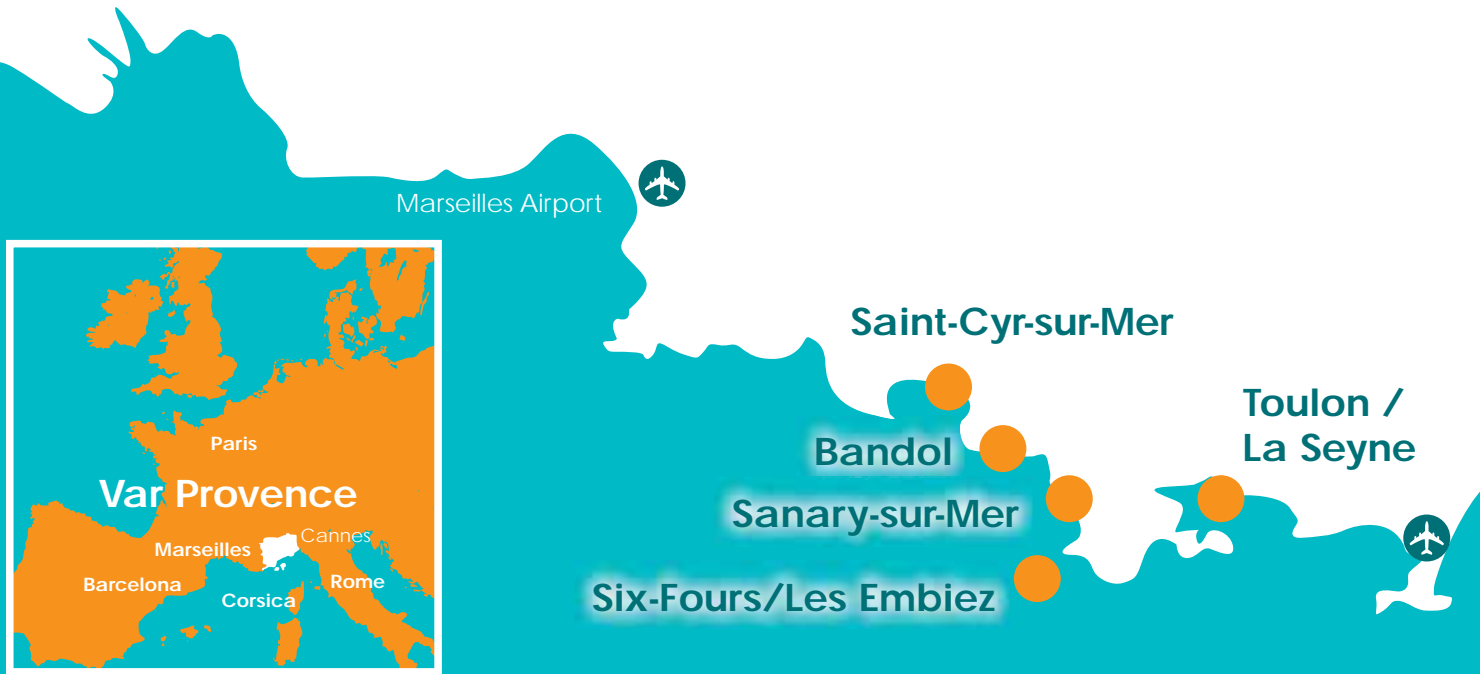 Marseilles Airport
Saint-Cyr-sur-Mer
Toulon /
La Seyne
Bandol
Sanary-sur-Mer
Six-Fours/Les Embiez
Paris
Var Provence
Cannes
Marseilles
Barcelona
Rome
Corsica